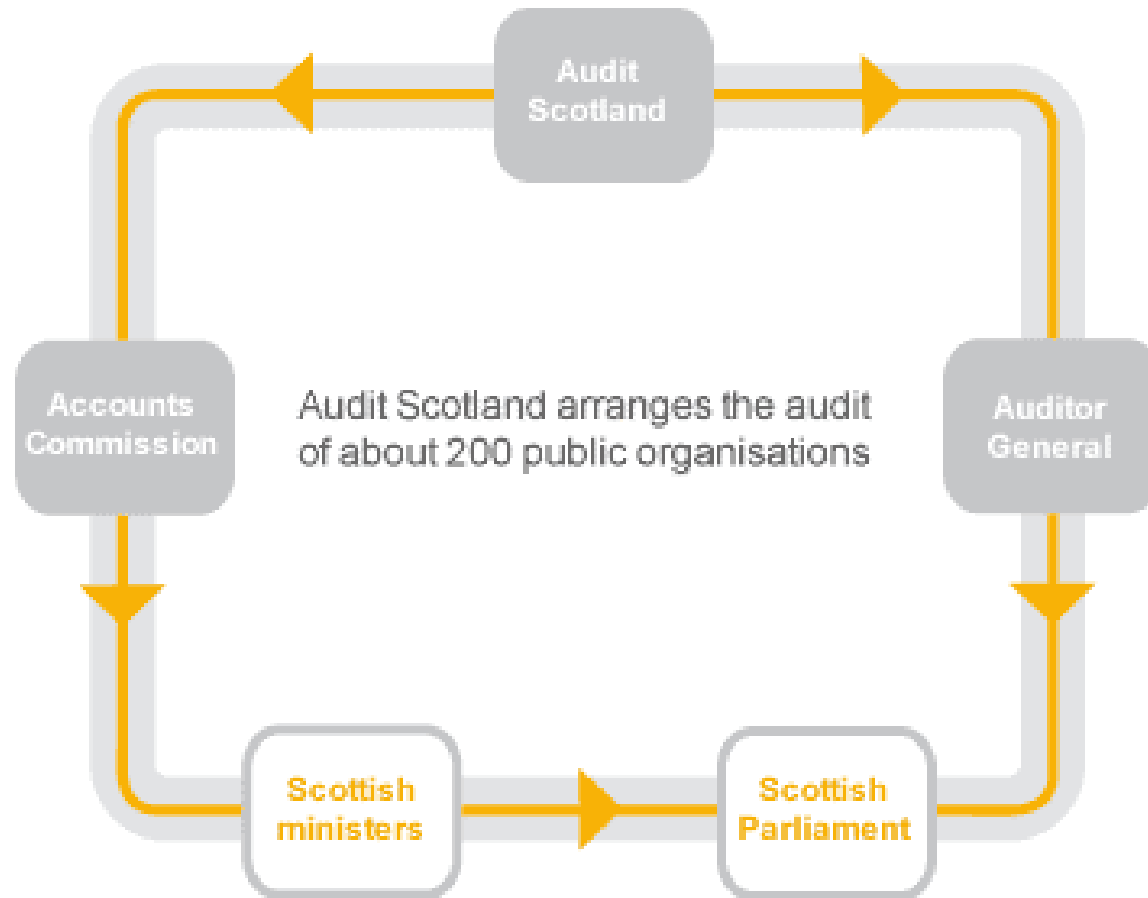 Audit
Scotland
Accounts
Commission
Audit Scotland arranges the audit
of about 200 public organisations
Auditor
General
Scottish
ministers
Scottish
Parliament